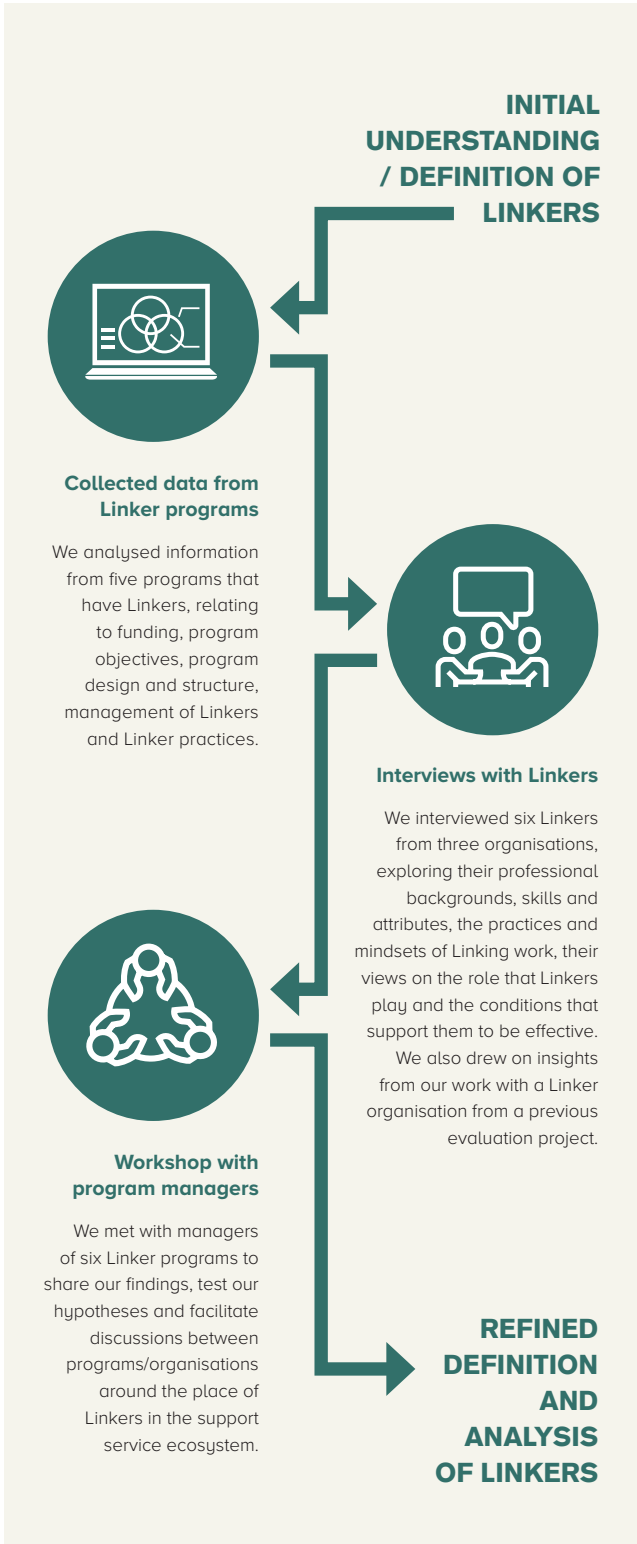 INITIAL
UNDERSTANDING
/ DEFINITION OF
LINKERS
Collected data from
Linker programs
We analysed information
from five programs that
have Linkers, relating
to funding, program
objectives, program
design and structure,
management of Linkers
and Linker practices.
Interviews with Linkers
We interviewed six Linkers
from three organisations,
exploring their professional
backgrounds, skills and
attributes, the practices and
mindsets of Linking work, their
views on the role that Linkers
play and the conditions that
support them to be effective.
We also drew on insights
from our work with a Linker
organisation from a previous
evaluation project.
Workshop with
program managers
We met with managers
of six Linker programs to
share our findings, test our
hypotheses and facilitate
discussions between
programs/organisations
around the place of
Linkers in the support
service ecosystem.
REFINED
DEFINITION
AND
ANALYSIS
OF LINKERS